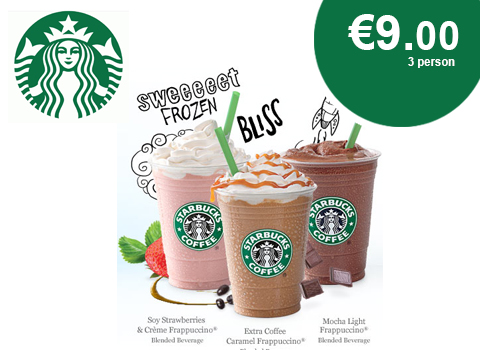 €9.00
3 person
sweeeeet
FROZEN
BLISS
STARBUCKS
COFFEE
STARBUCKS
COFFEE
STARBUCKS
COFFEE
Soy Strawberries
& Crème Frappuccino®
Blended Beverage
Extra Coffee
Caramel Frappuccino®
Mocha Light
Frappuccino®
Blended Beverage